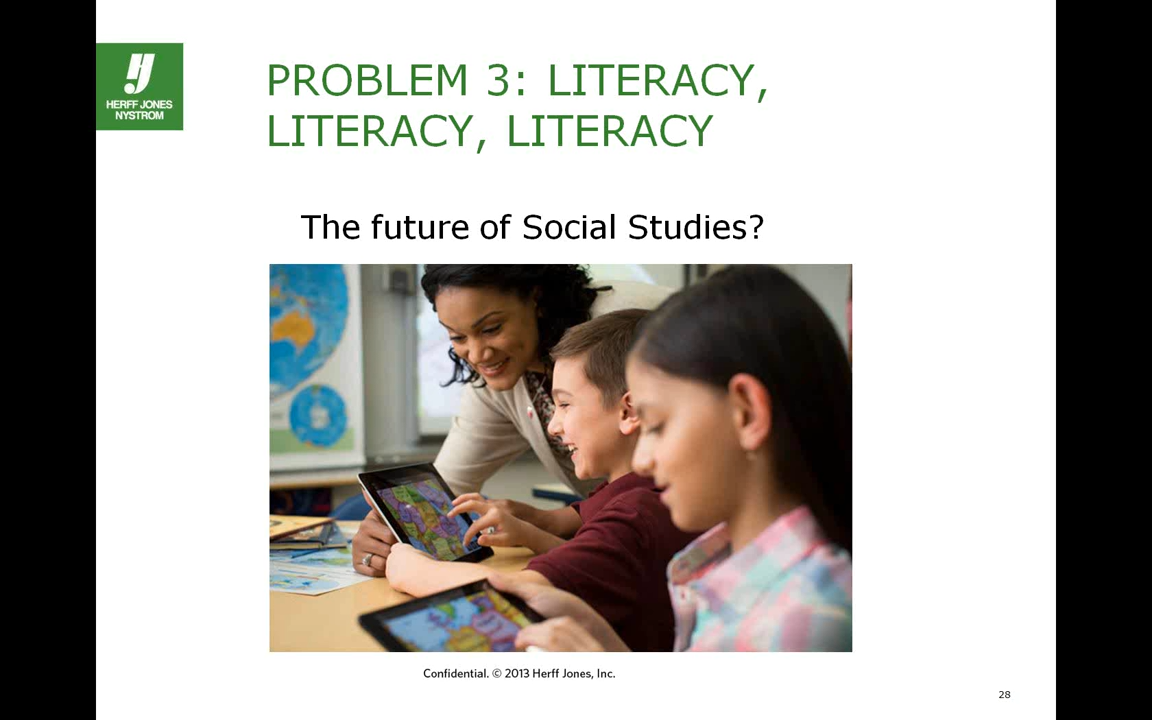 HERFF JONES
NYSTROM
PROBLEM 3: LITERACY,
LITERACY, LITERACY
The future of Social Studies?
Confidential. © 2013 Herff Jones, Inc.
28